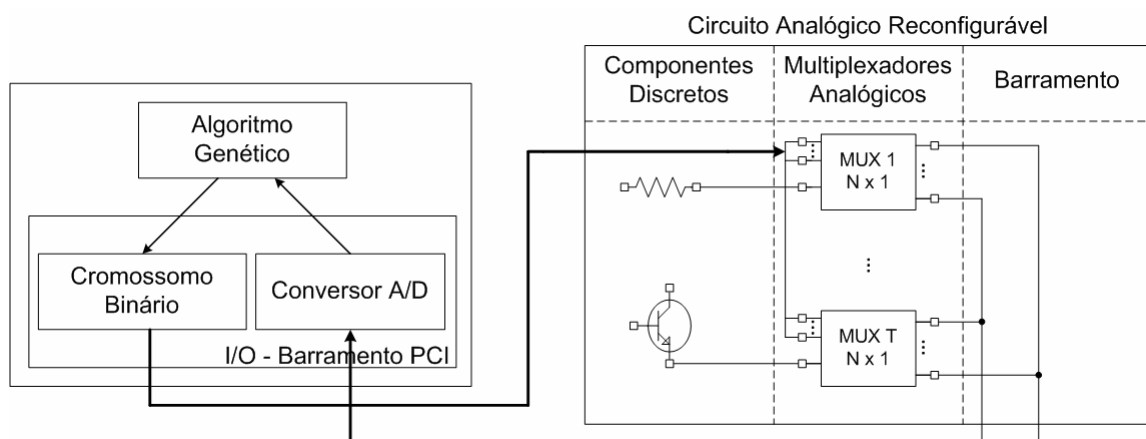 Circuito Analógico Reconfigurável
Componentes
Discretos
Multiplexadores
Analógicos
Barramento
Algoritmo
Genético
Cromossomo
Binário
Conversor A/D
I/O - Barramento PCI
MUX 1
N x 1
MUX T
N x 1